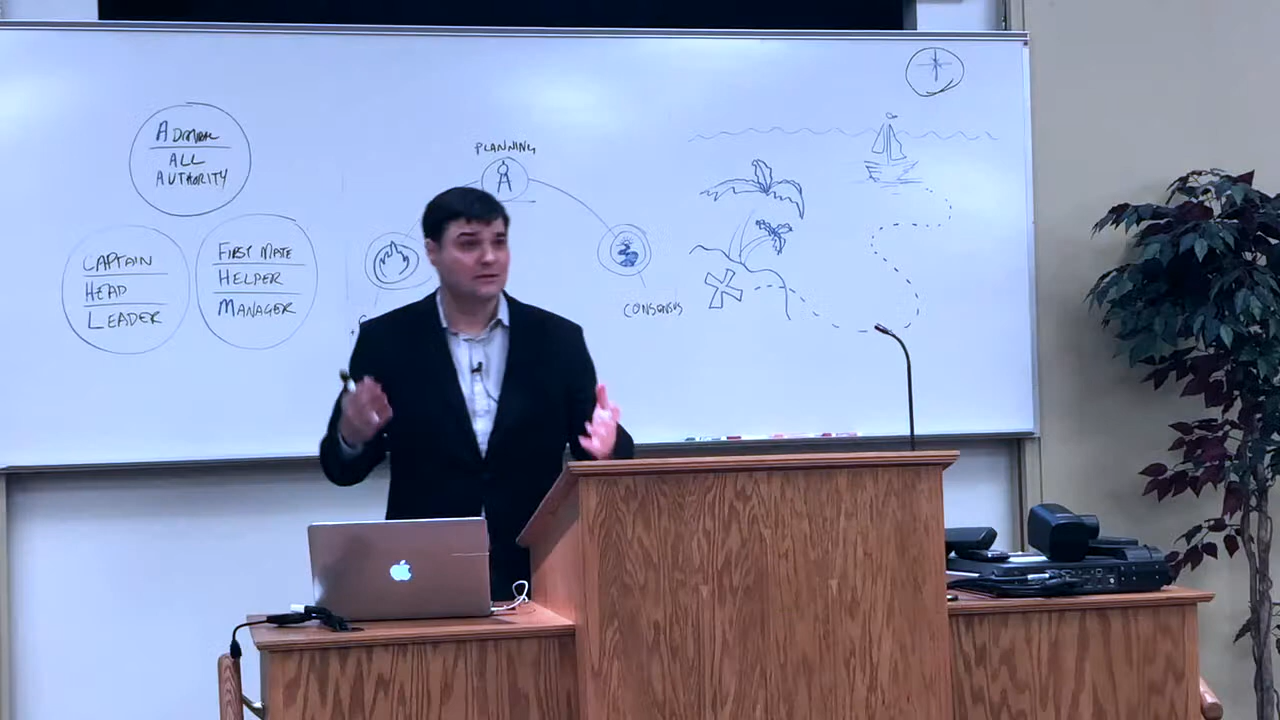 ADMIRAL
ALL
AUTHORITY
CAPTAIN
HEAD
LEADER
FIRST MATE
HELPER
MANAGER
PLANNING
CONSENSUS